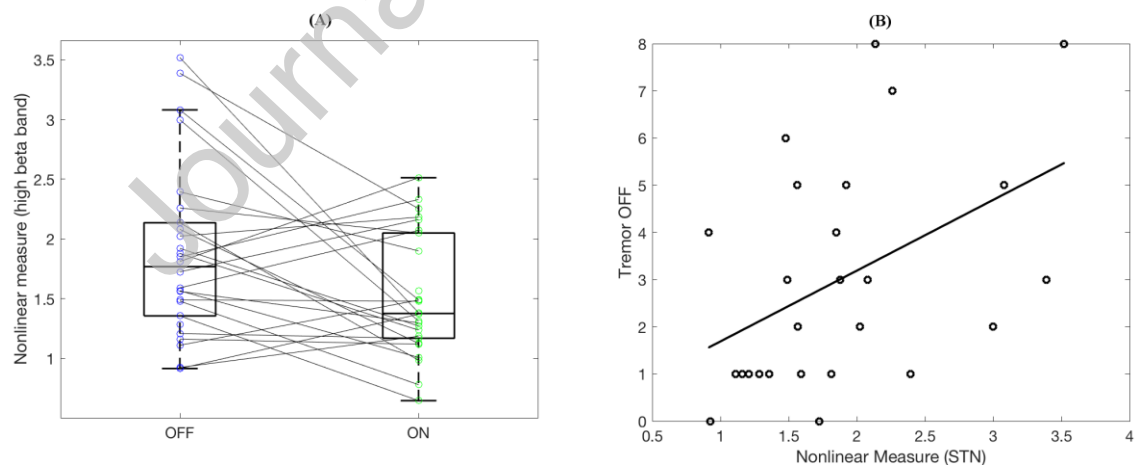 (A)
3.5
3
2.5
2
1.5
1
Nonlinear measure (high beta band)
OFF
ON
Journal
(B)
8
7
6
5
4
3
2
1
0
Tremor OFF
0.5
1
1.5
2
2.5
3
3.5
4
Nonlinear Measure (STN)